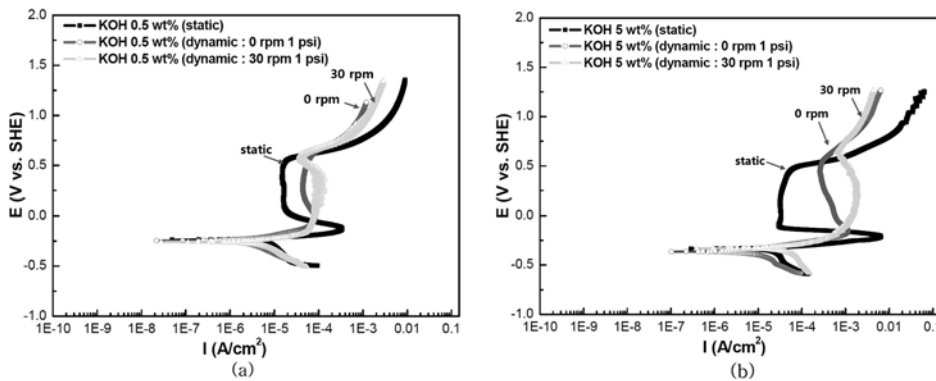 KOH 0.5 wt% (static)
KOH 0.5 wt% (dynamic : 0 rpm 1 psi)
KOH 0.5 wt% (dynamic : 30 rpm 1 psi)
30 rpm
0 rpm
static
E (V vs. SHE)
2.0
1.5
1.0
0.5
0.0
-0.5
-1.0
1E-10 1E-9 1E-8 1E-7 1E-6 1E-5 1E-4 1E-3 0.01 0.1
I (A/cm²)
(a)
KOH 5 wt% (static)
KOH 5 wt% (dynamic : 0 rpm 1 psi)
KOH 5 wt% (dynamic : 30 rpm 1 psi)
30 rpm
0 rpm
static
E (V vs. SHE)
2.0
1.5
1.0
0.5
0.0
-0.5
-1.0
1E-10 1E-9 1E-8 1E-7 1E-6 1E-5 1E-4 1E-3 0.01 0.1
I (A/cm²)
(b)